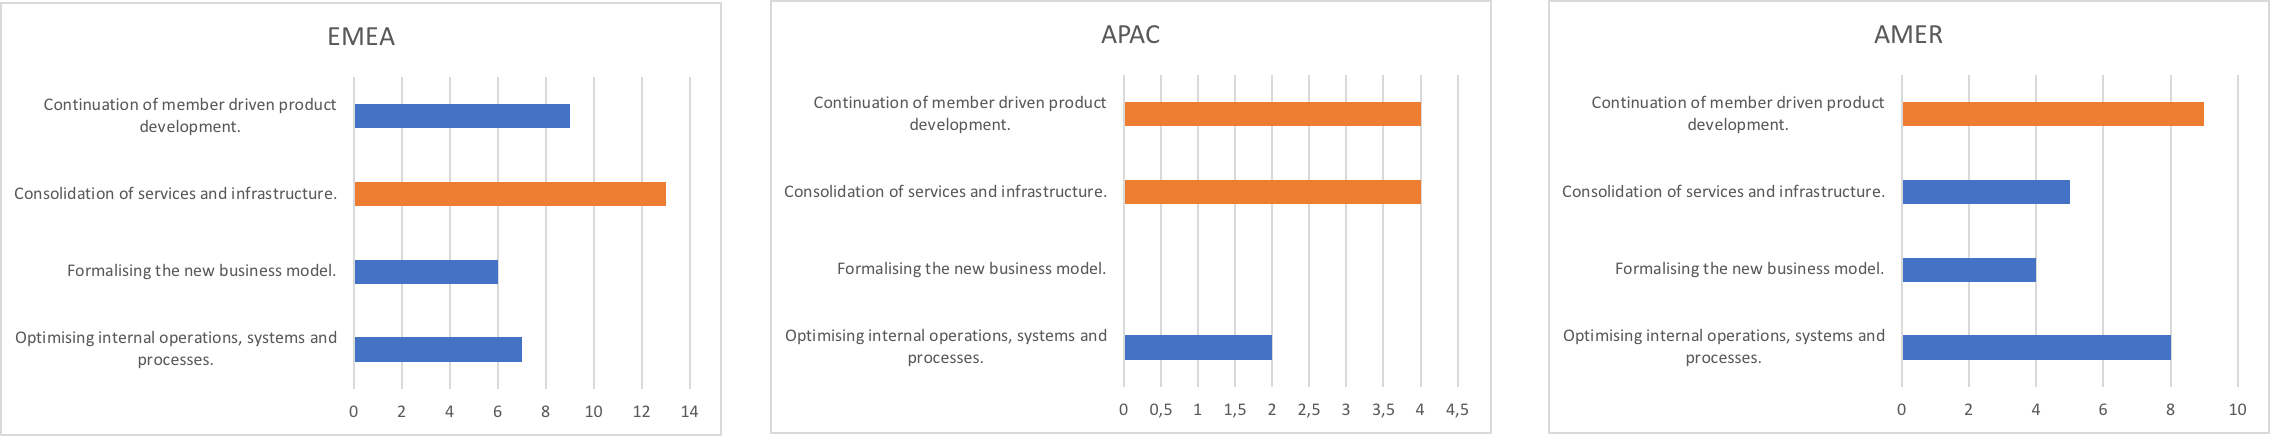 EMEA
Continuation of member driven product
development.
Consolidation of services and infrastructure.
Formalising the new business model.
Optimising internal operations, systems and
processes.
0 2 4 6 8 10 12 14
APAC
Continuation of member driven product
development.
Consolidation of services and infrastructure.
Formalising the new business model.
Optimising internal operations, systems and
processes.
0 0,5 1 1,5 2 2,5 3 3,5 4 4,5
AMER
Continuation of member driven product
development.
Consolidation of services and infrastructure.
Formalising the new business model.
Optimising internal operations, systems and
processes.
0 2 4 6 8 10